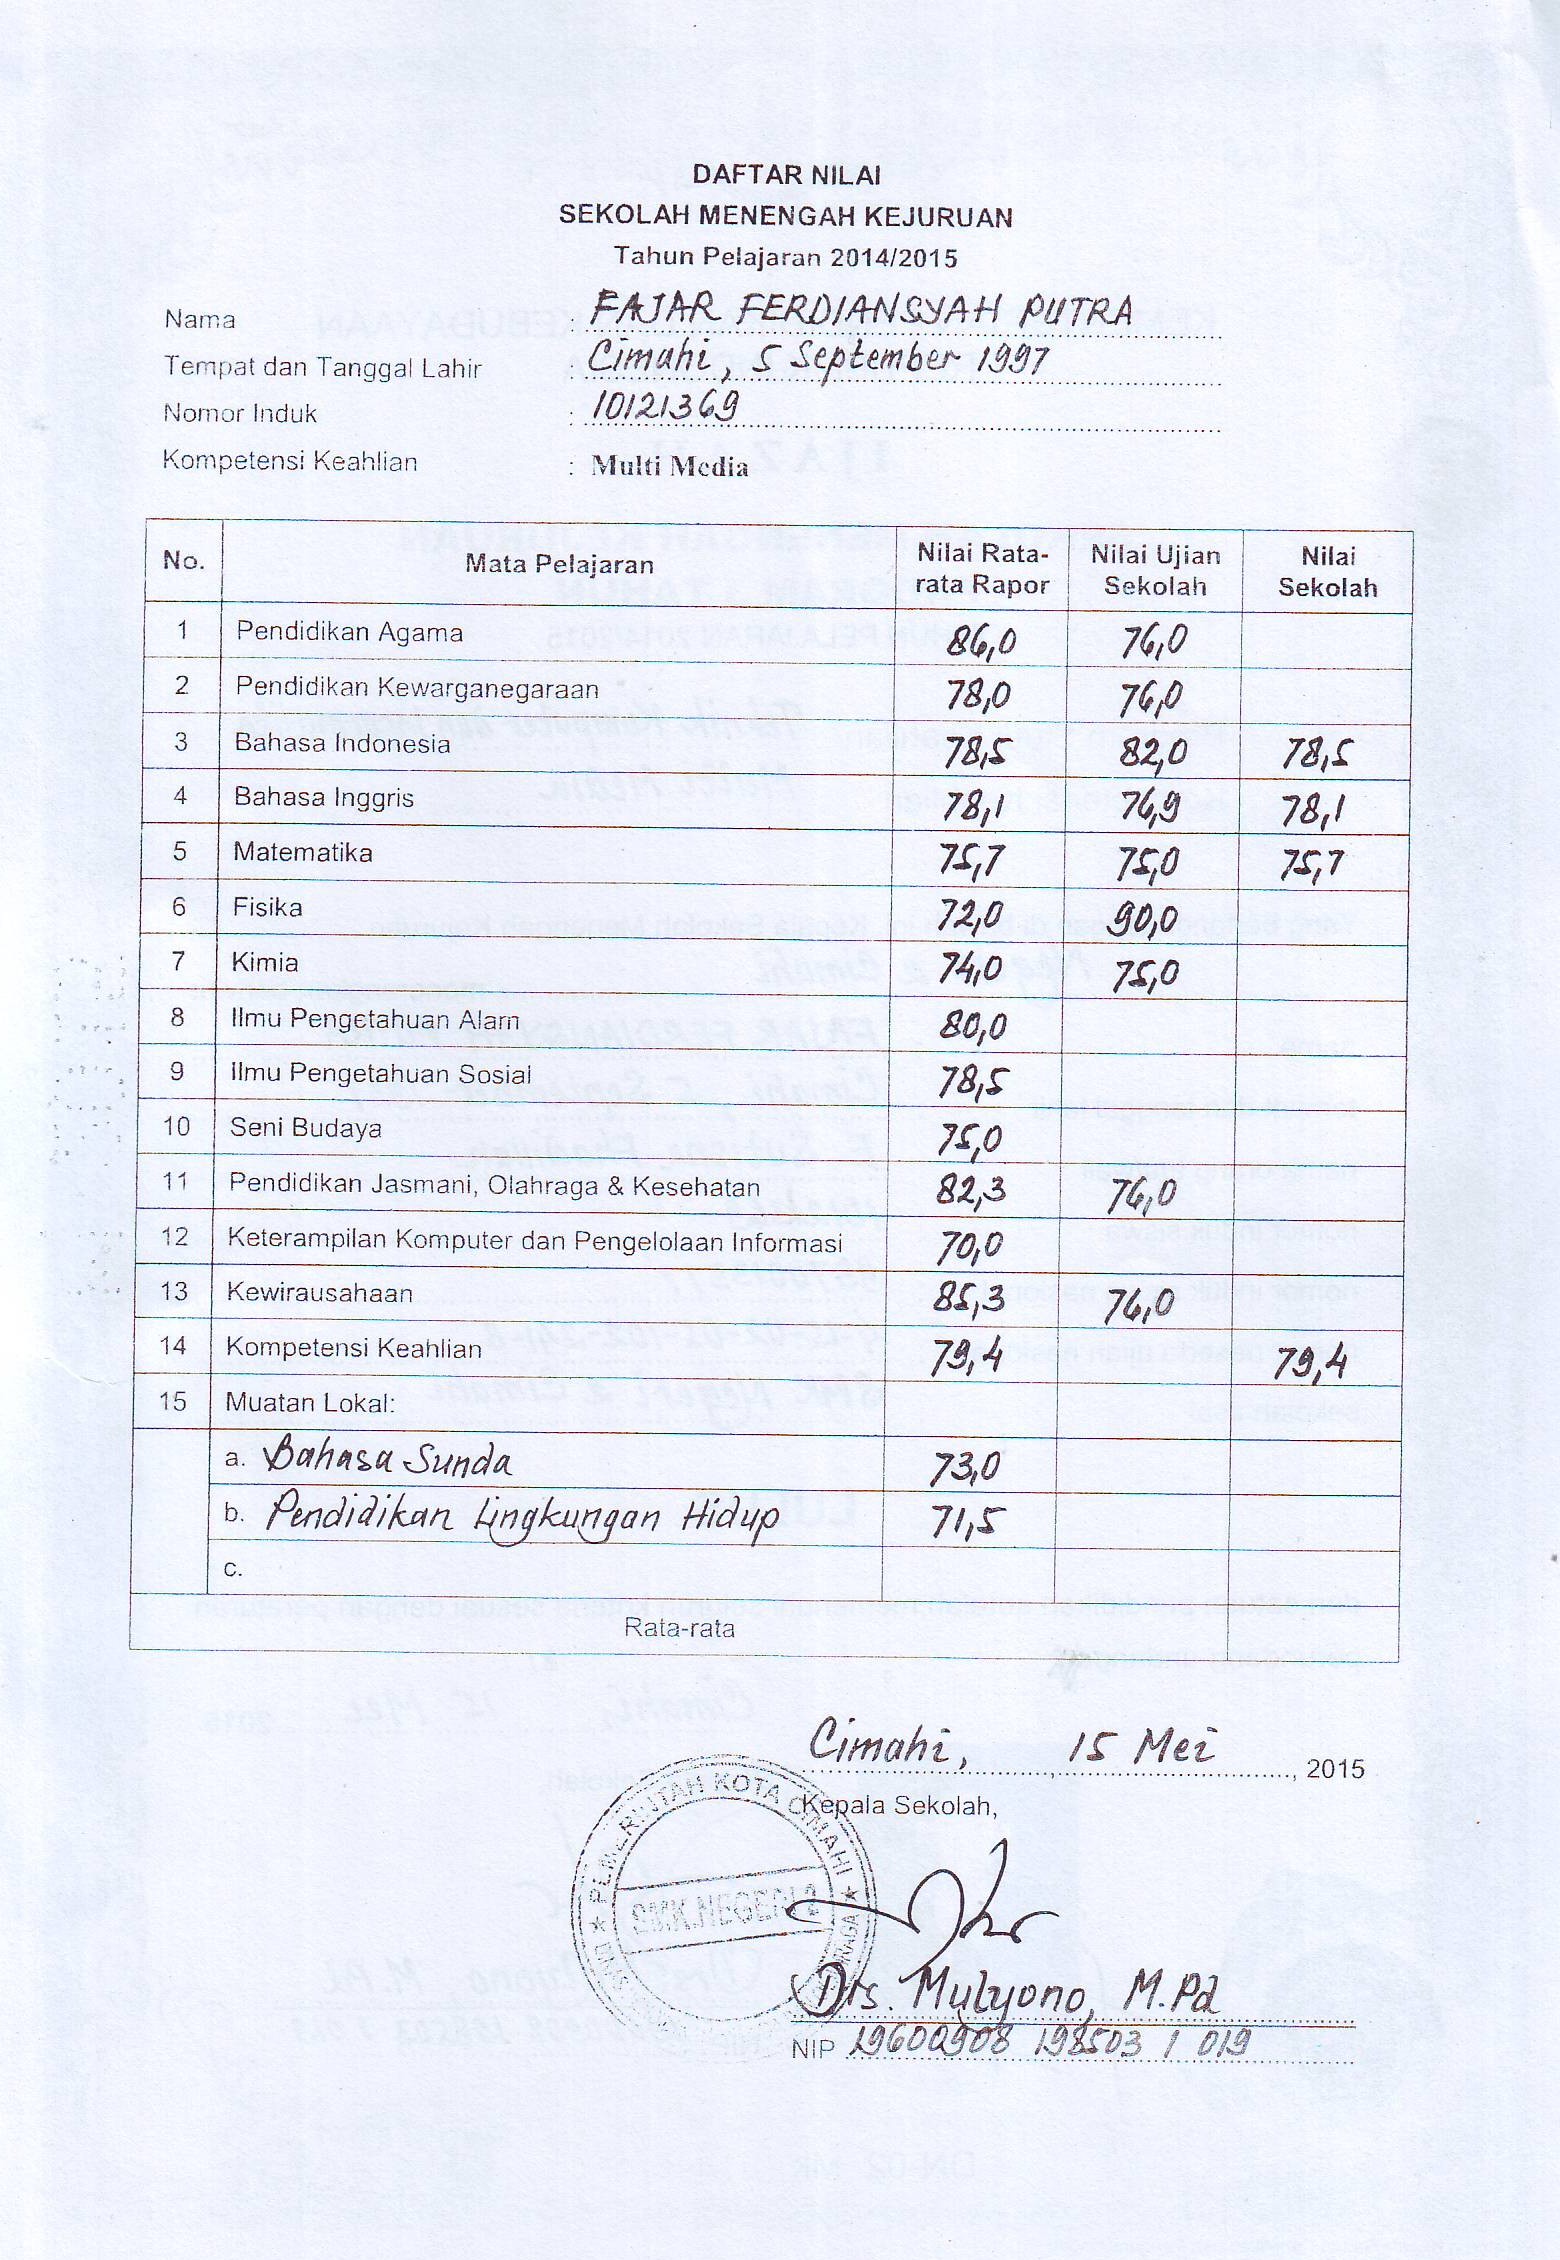 DAFTAR NILAI
SEKOLAH MENENGAH KEJURUAN
Tahun Pelajaran 2014/2015
Nama : FAJAR FERDIANSYAH PUTRA
Tempat dan Tanggal Lahir : Cimahi, 5 September 1997
Nomor Induk : 10121369
Kompetensi Keahlian : Multi Media
No. Mata Pelajaran Nilai Rata-rata Rapor Nilai Ujian Sekolah Nilai Sekolah
1 Pendidikan Agama 86,0 76,0
2 Pendidikan Kewarganegaraan 78,0 76,0
3 Bahasa Indonesia 78,5 82,0 78,5
4 Bahasa Inggris 78,1 76,9 78,1
5 Matematika 75,7 75,0 75,7
6 Fisika 72,0 90,0
7 Kimia 74,0 75,0
8 Ilmu Pengetahuan Alam 80,0
9 Ilmu Pengetahuan Sosial 78,5
10 Seni Budaya 75,0
11 Pendidikan Jasmani, Olahraga & Kesehatan 82,3 76,0
12 Keterampilan Komputer dan Pengelolaan Informasi 70,0
13 Kewirausahaan 85,3 76,0
14 Kompetensi Keahlian 79,4 79,4
15 Muatan Lokal:
a. Bahasa Sunda 73,0
b. Pendidikan Lingkungan Hidup 71,5
c.
Rata-rata
Cimahi, 15 Mei, 2015
Kepala Sekolah,
PEMERINTAH KOTA CIMAHI
SMK NEGERI 2
Drs. Mulyono, M.Pd
NIP 19600908 198503 1 019